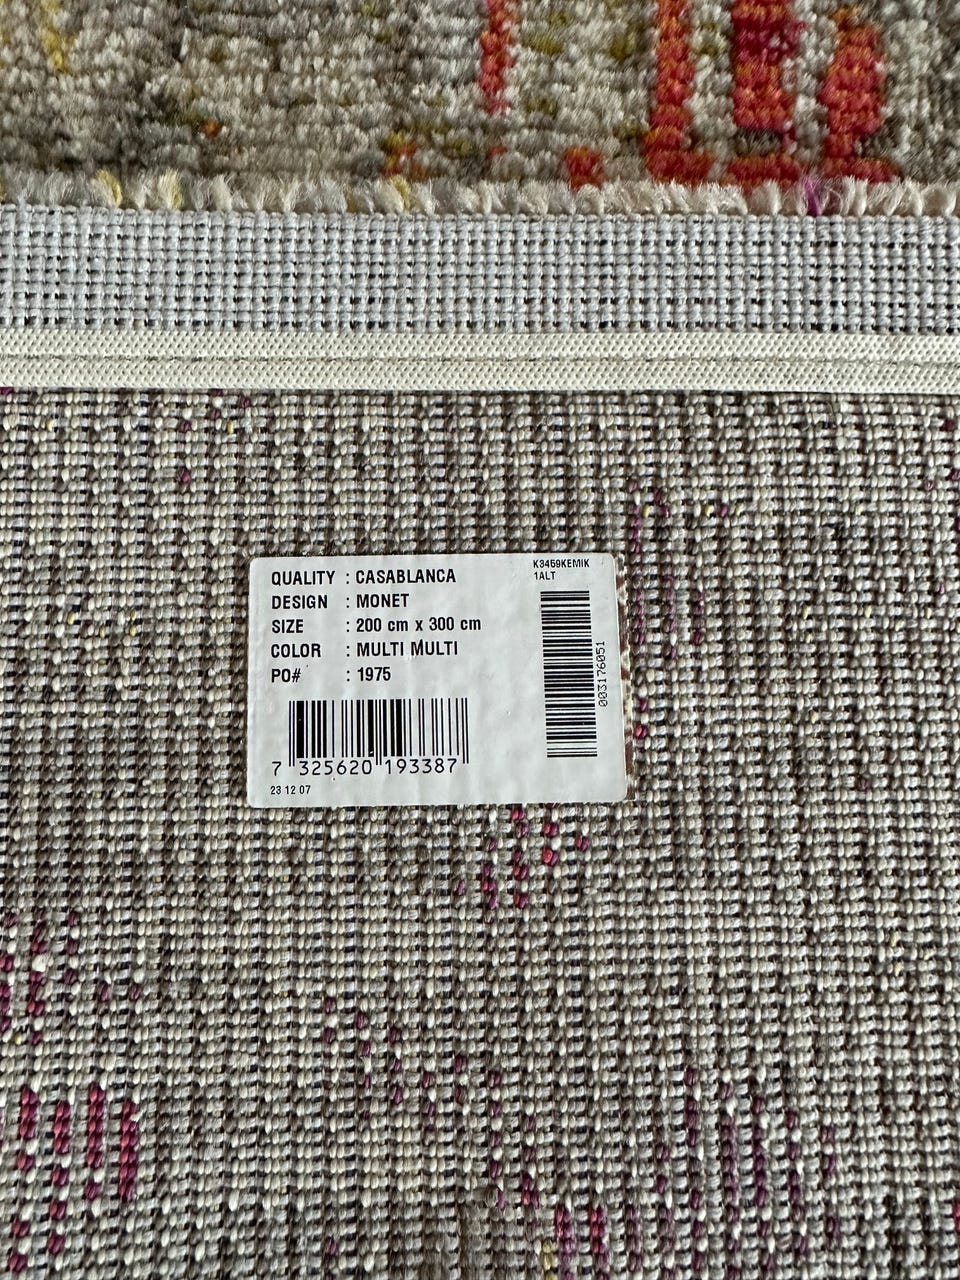 QUALITY : CASABLANCA
DESIGN : MONET
SIZE : 200 cm x 300 cm
COLOR : MULTI MULTI
PO# : 1975
7 325620 193387
23 12 07
K3459KEMIK
1ALT
003176051